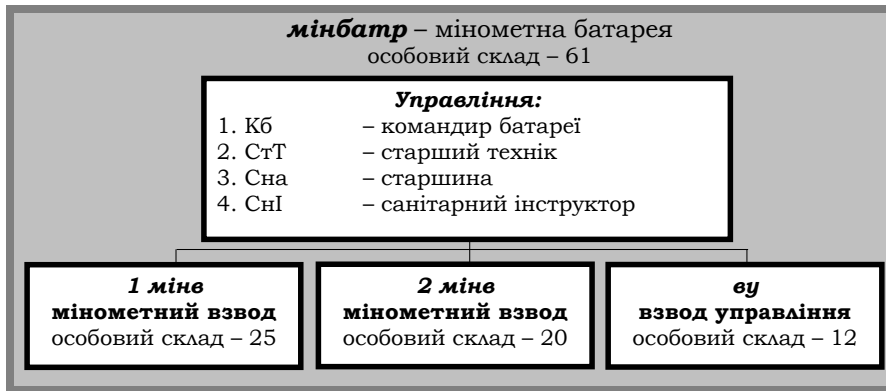 мінбатр – мінометна батарея
особовий склад – 61
Управління:
1. Кб – командир батареї
2. СтТ – старший технік
3. Сна – старшина
4. СнІ – санітарний інструктор
1 мінв
мінометний взвод
особовий склад – 25
2 мінв
мінометний взвод
особовий склад – 20
ву
взвод управління
особовий склад – 12